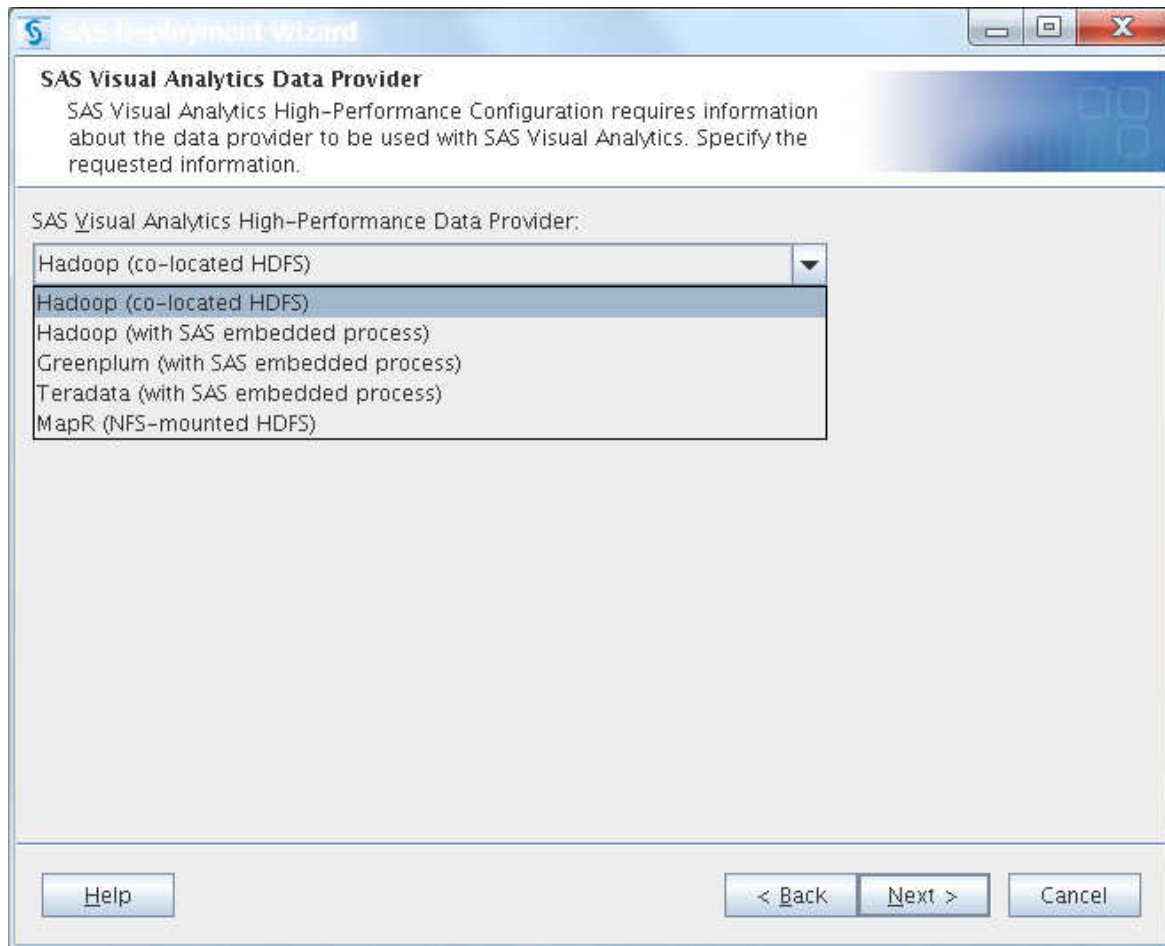 SAS Deployment Wizard
SAS Visual Analytics Data Provider
SAS Visual Analytics High-Performance Configuration requires information
about the data provider to be used with SAS Visual Analytics. Specify the
requested information.
SAS Visual Analytics High-Performance Data Provider:
Hadoop (co-located HDFS)
Hadoop (co-located HDFS)
Hadoop (with SAS embedded process)
Greenplum (with SAS embedded process)
Teradata (with SAS embedded process)
MapR (NFS-mounted HDFS)
Help
< Back
Next >
Cancel